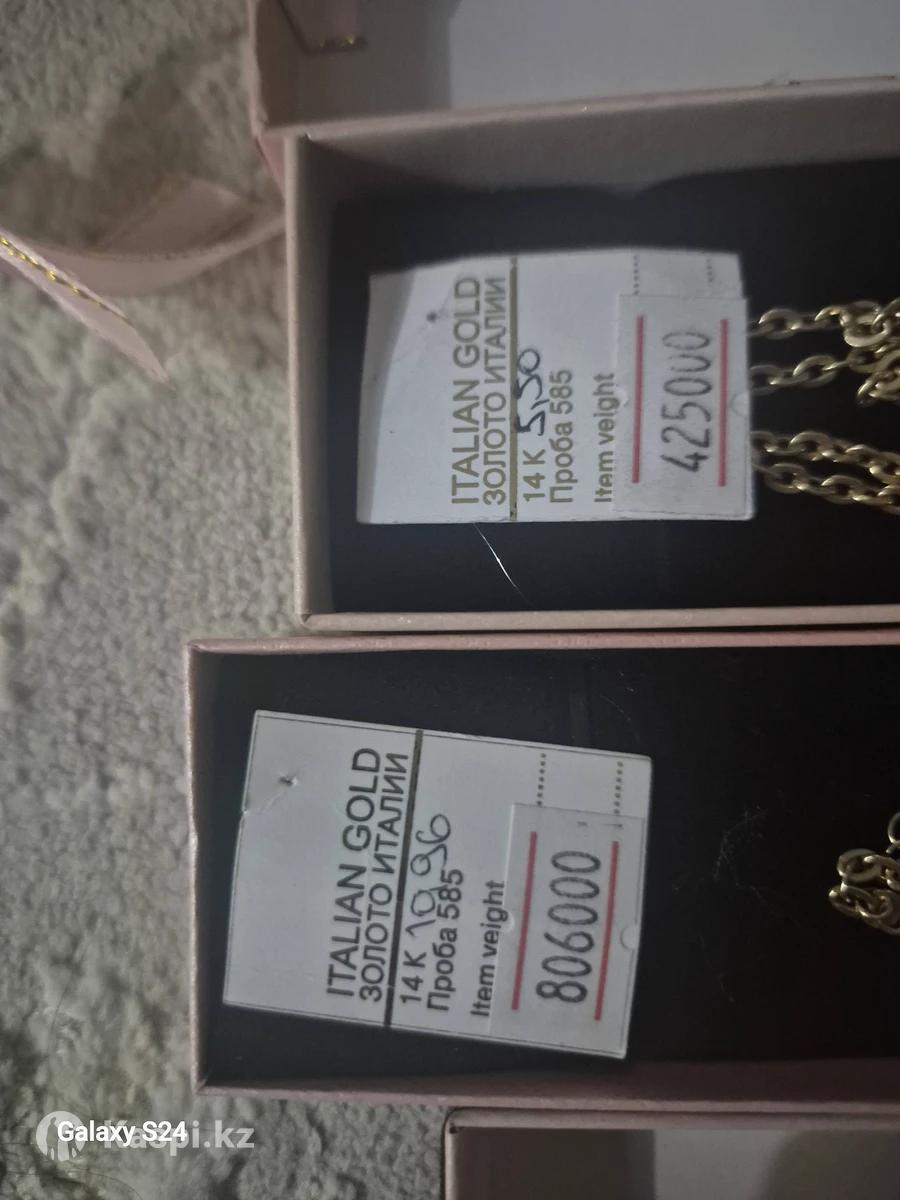 ITALIAN GOLD
ЗОЛОТО ИТАЛИИ
14 K 5,50
Проба 585
Item veight
425000
ITALIAN GOLD
ЗОЛОТО ИТАЛИИ
14 K 10,96
Проба 585
Item veight
806000
Galaxy S24
Kaspi.kz